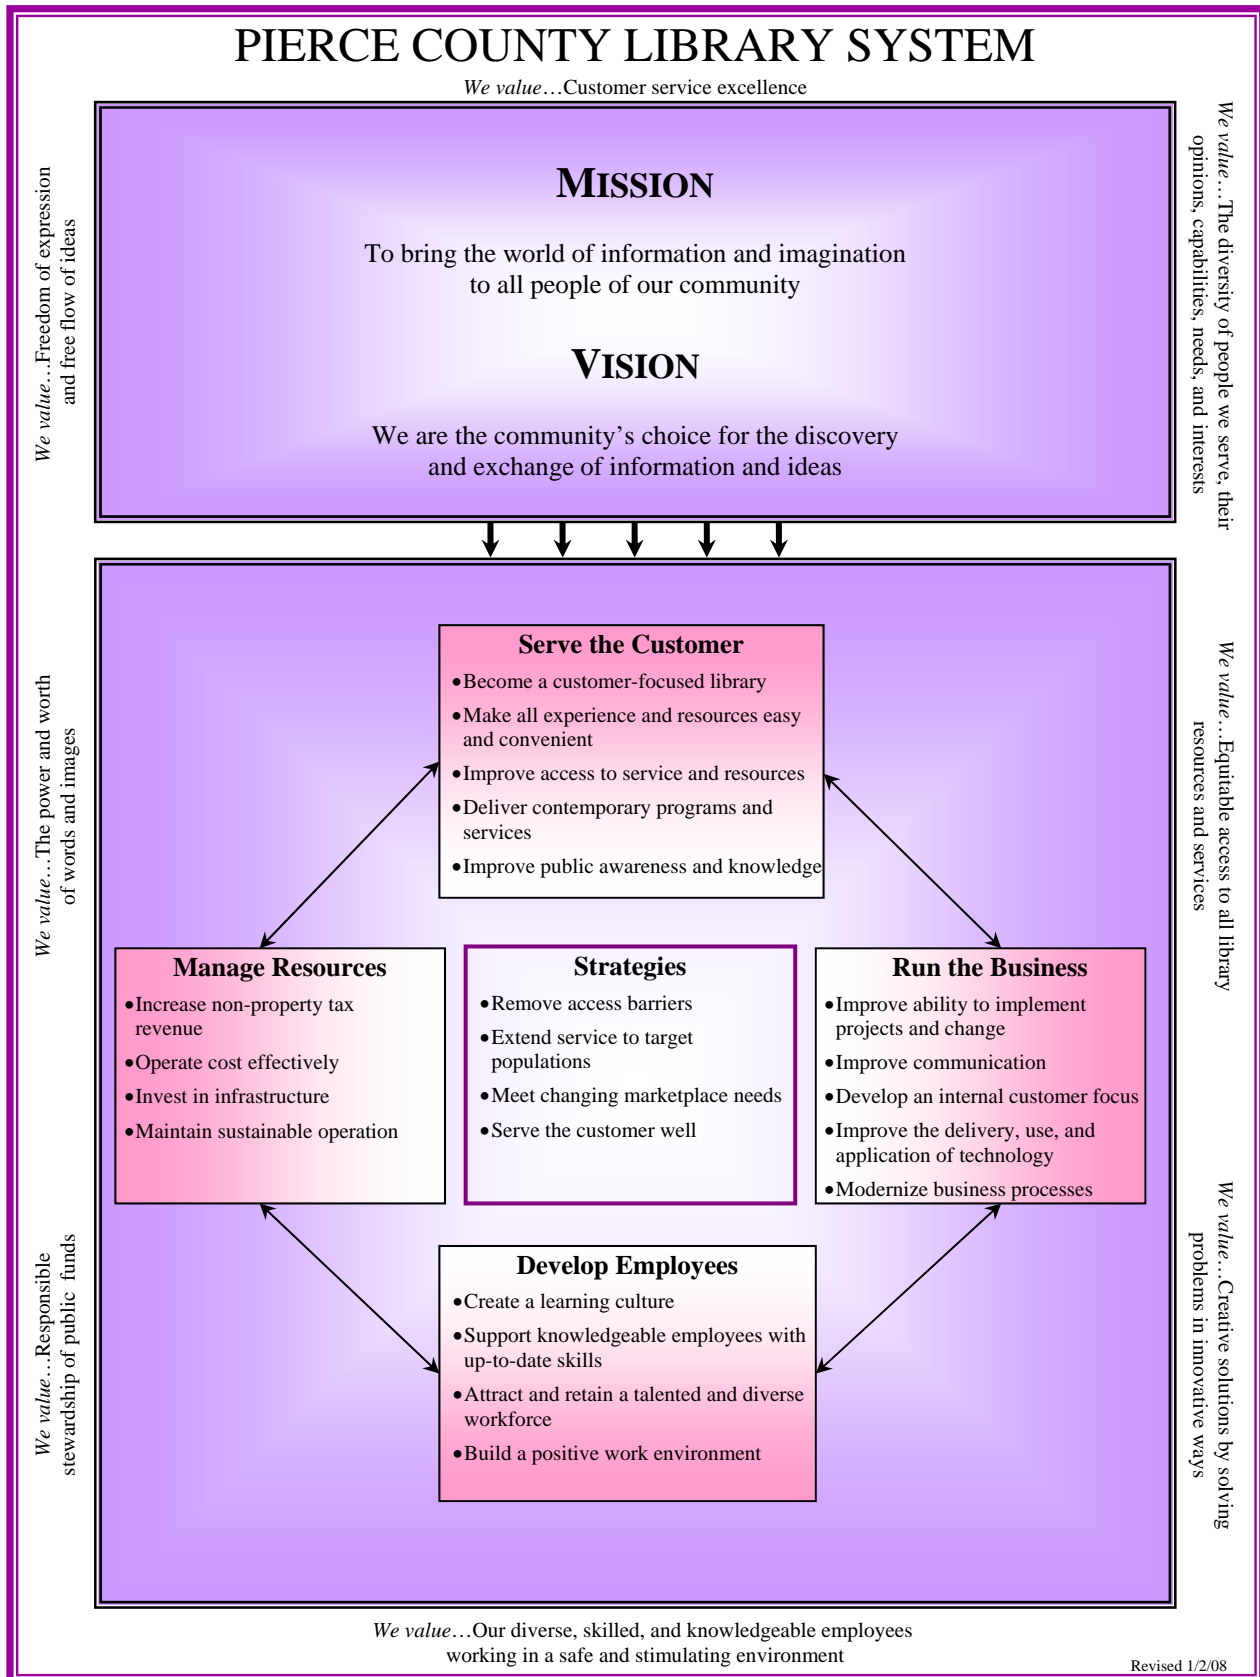 PIERCE COUNTY LIBRARY SYSTEM
We value…Customer service excellence
We value…Freedom of expression
and free flow of ideas
MISSION
To bring the world of information and imagination
to all people of our community
VISION
We are the community’s choice for the discovery
and exchange of information and ideas
We value…The diversity of people we serve, their
opinions, capabilities, needs, and interests
We value…The power and worth
of words and images
Serve the Customer
•Become a customer-focused library
•Make all experience and resources easy
and convenient
•Improve access to service and resources
•Deliver contemporary programs and
services
•Improve public awareness and knowledge
We value…Equitable access to all library
resources and services
Manage Resources
•Increase non-property tax
revenue
•Operate cost effectively
•Invest in infrastructure
•Maintain sustainable operation
Strategies
•Remove access barriers
•Extend service to target
populations
•Meet changing marketplace needs
•Serve the customer well
Run the Business
•Improve ability to implement
projects and change
•Improve communication
•Develop an internal customer focus
•Improve the delivery, use, and
application of technology
•Modernize business processes
We value…Responsible
stewardship of public funds
Develop Employees
•Create a learning culture
•Support knowledgeable employees with
up-to-date skills
•Attract and retain a talented and diverse
workforce
•Build a positive work environment
We value…Creative solutions by solving
problems in innovative ways
We value…Our diverse, skilled, and knowledgeable employees
working in a safe and stimulating environment
Revised 1/2/08